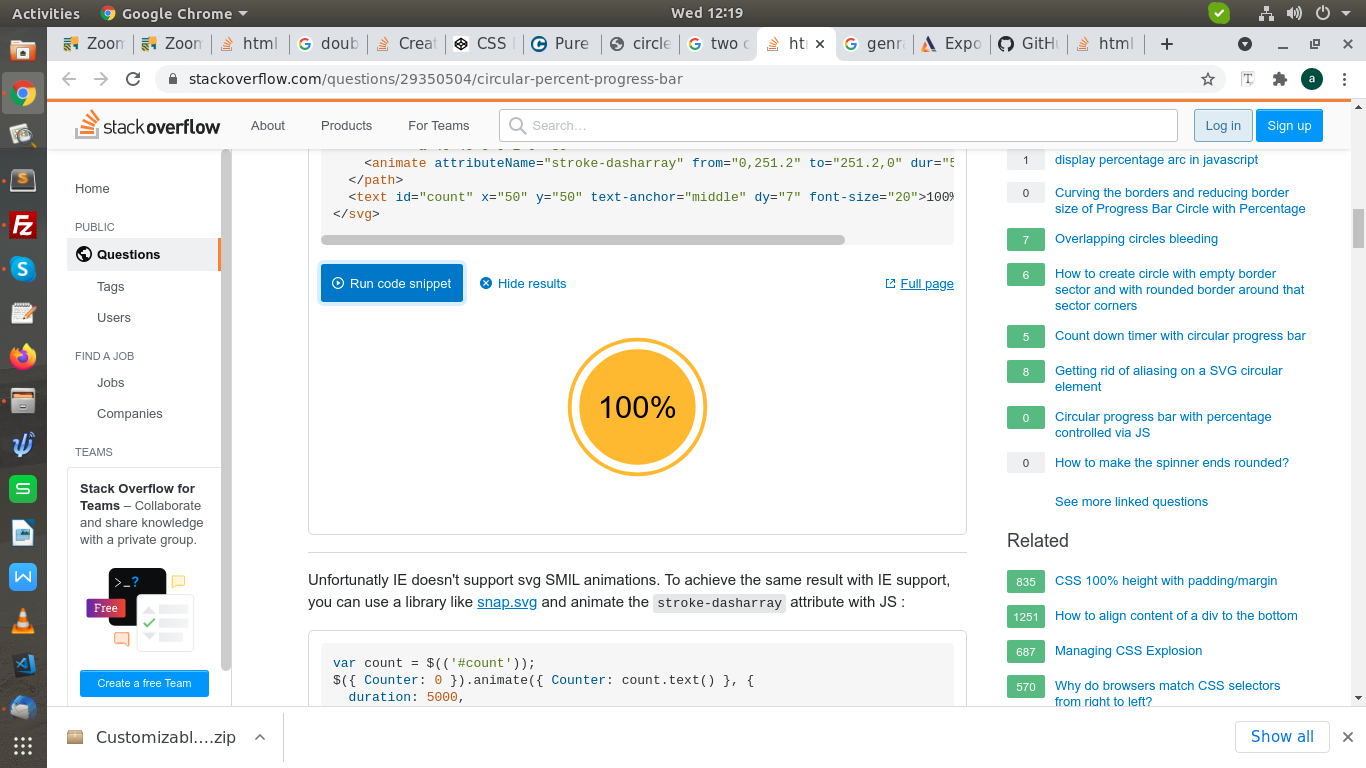 Activities
Google Chrome
Wed 12:19
Zoom
Zoom
html
doub
Creat
CSS
Pure
circle
two c
ht
genra
Expo
GitHu
html
stackoverflow.com/questions/29350504/circular-percent-progress-bar
a
stackoverflow
About
Products
For Teams
Search…
Log in
Sign up
Home
PUBLIC
Questions
Tags
Users
FIND A JOB
Jobs
Companies
TEAMS
Stack Overflow for
Teams – Collaborate
and share knowledge
with a private group.
>_?
Free
Create a free Team
<animate attributeName="stroke-dasharray" from="0,251.2" to="251.2,0" dur="5
</path>
<text id="count" x="50" y="50" text-anchor="middle" dy="7" font-size="20">100%
</svg>
Run code snippet
Hide results
Full page
100%
Unfortunatly IE doesn't support svg SMIL animations. To achieve the same result with IE support,
you can use a library like snap.svg and animate the stroke-dasharray attribute with JS :
var count = $(('#count'));
$({ Counter: 0 }).animate({ Counter: count.text() }, {
duration: 5000,
1 display percentage arc in javascript
0 Curving the borders and reducing border
size of Progress Bar Circle with Percentage
7 Overlapping circles bleeding
6 How to create circle with empty border
sector and with rounded border around that
sector corners
5 Count down timer with circular progress bar
8 Getting rid of aliasing on a SVG circular
element
0 Circular progress bar with percentage
controlled via JS
0 How to make the spinner ends rounded?
See more linked questions
Related
835 CSS 100% height with padding/margin
1251 How to align content of a div to the bottom
687 Managing CSS Explosion
570 Why do browsers match CSS selectors
from right to left?
Customizabl....zip
Show all